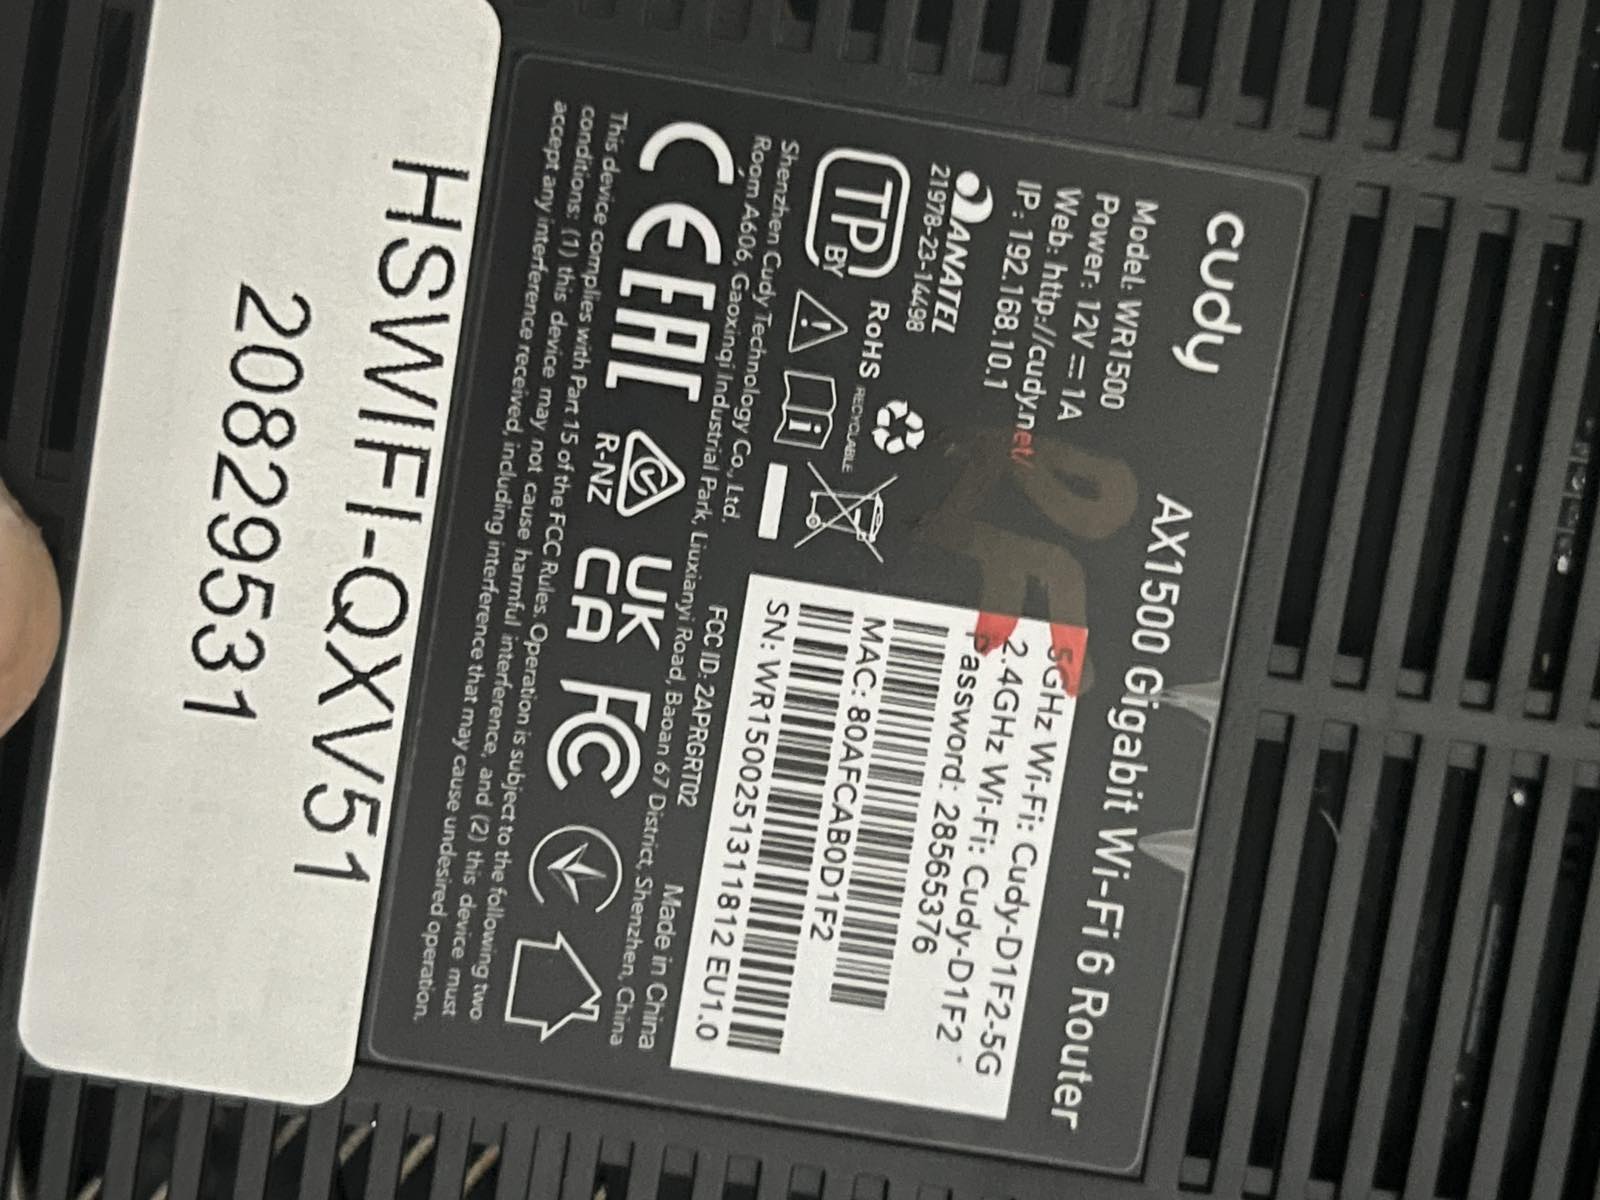 cudy
AX1500 Gigabit Wi-Fi 6 Router
Model: WR1500
Power: 12V ⎓ 1A
Web: http://cudy.net/
IP: 192.168.10.1
5GHz Wi-Fi: Cudy-D1F2-5G
2.4GHz Wi-Fi: Cudy-D1F2
Password: 28565376
MAC: 80AFCAB0D1F2
SN: WR1500251311812 EU1.0
ANATEL
21978-23-14498
RoHS
RECYCLABLE
TP
BY
Shenzhen Cudy Technology Co., Ltd.
Room A606, Gaoxinqi Industrial Park, Liuxianyi Road, Baoan 67 District, Shenzhen, China
FCC ID: 2APRGRT02
Made in China
CE
EAC
R-NZ
UK
CA
FC
This device complies with Part 15 of the FCC Rules. Operation is subject to the following two
conditions: (1) this device may not cause harmful interference, and (2) this device must
accept any interference received, including interference that may cause undesired operation.
HSWIFI-QXV51
20829531